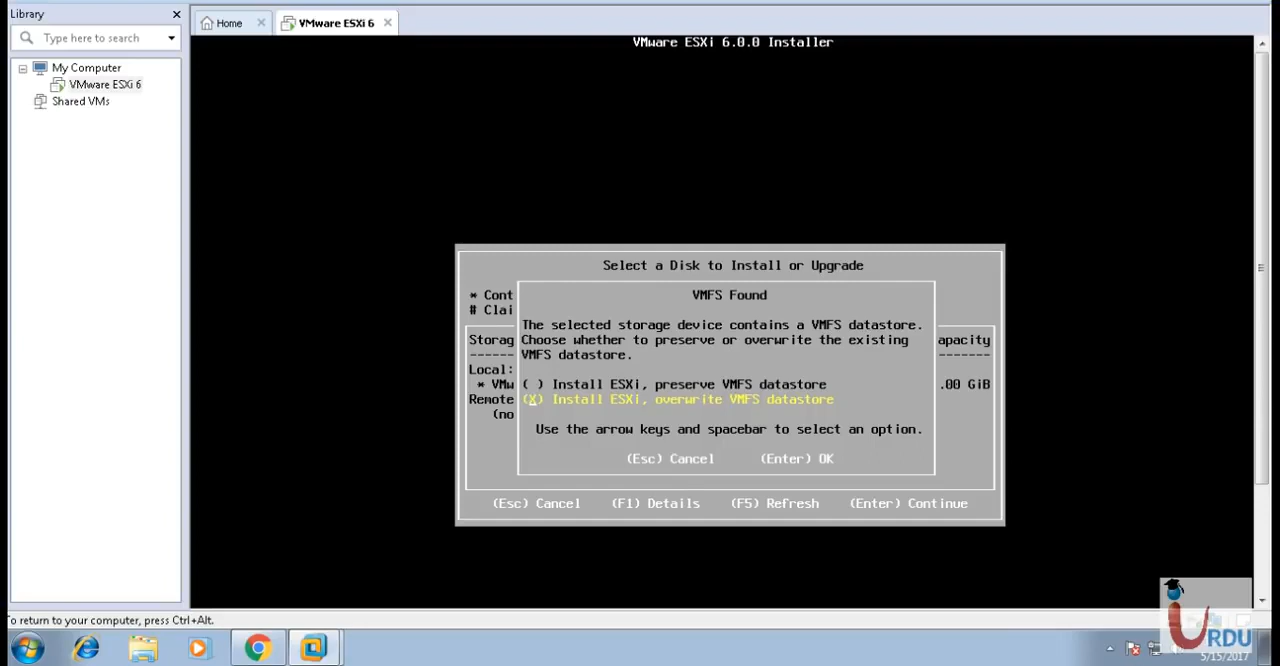 Library
Home
VMware ESXi 6
Type here to search
My Computer
VMware ESXi 6
Shared VMs
VMware ESXi 6.0.0 Installer
Select a Disk to Install or Upgrade
* Cont
# Clai
VMFS Found
The selected storage device contains a VMFS datastore.
Storag
Choose whether to preserve or overwrite the existing
apacity
VMFS datastore.
Local:
* VMw
( ) Install ESXi, preserve VMFS datastore
.00 GiB
Remote
(X) Install ESXi, overwrite VMFS datastore
(no
Use the arrow keys and spacebar to select an option.
(Esc) Cancel (Enter) OK
(Esc) Cancel (F1) Details (F5) Refresh (Enter) Continue
To return to your computer, press Ctrl+Alt.
URDU
5/15/2017